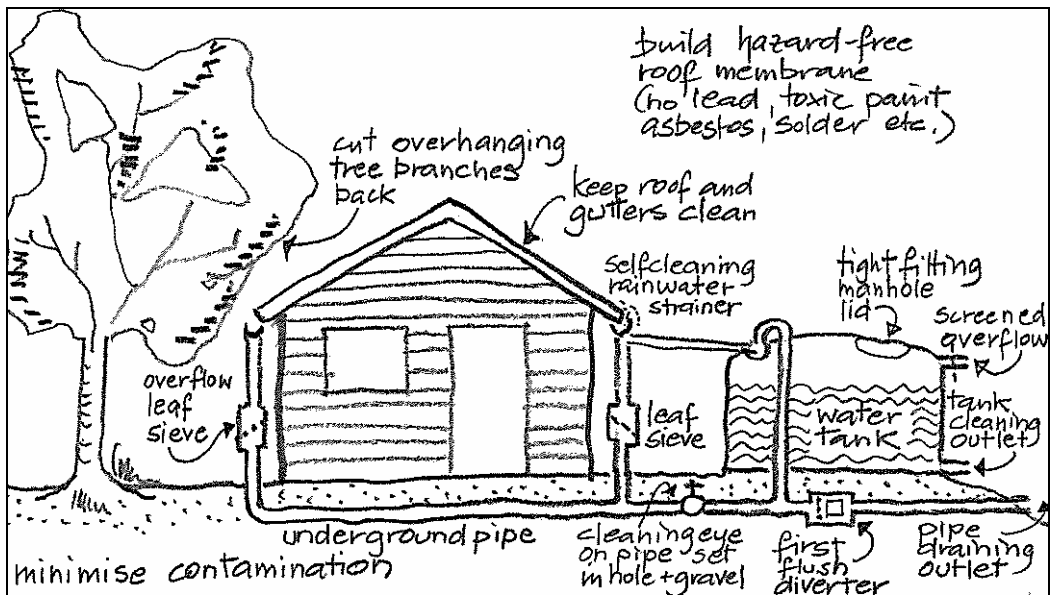 build hazard-free
roof membrane
(no lead, toxic paint
asbestos, solder etc.)
cut overhanging
tree branches
back
keep roof and
gutters clean
selfcleaning
rainwater
strainer
tight fitting
manhole
lid
screened
overflow
overflow
leaf
sieve
leaf
sieve
water
tank
tank
cleaning
outlet
underground pipe
cleaning eye
on pipe set
in hole + gravel
first
flush
diverter
pipe
draining
outlet
minimise contamination